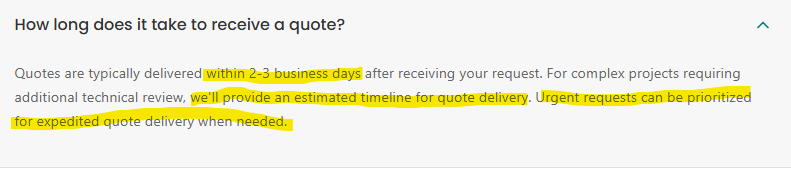 How long does it take to receive a quote?
Quotes are typically delivered within 2-3 business days after receiving your request. For complex projects requiring
additional technical review, we'll provide an estimated timeline for quote delivery. Urgent requests can be prioritized
for expedited quote delivery when needed.